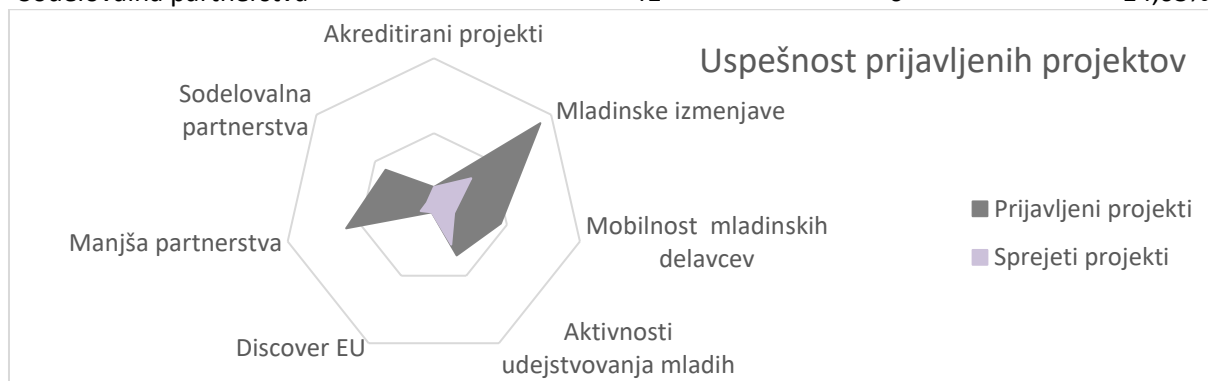 Uspešnost prijavljenih projektov
Akreditirani projekti
Mladinske izmenjave
Mobilnost mladinskih
delavcev
Aktivnosti
udejstvovanja mladih
Discover EU
Manjša partnerstva
Sodelovalna
partnerstva
Prijavljeni projekti
Sprejeti projekti